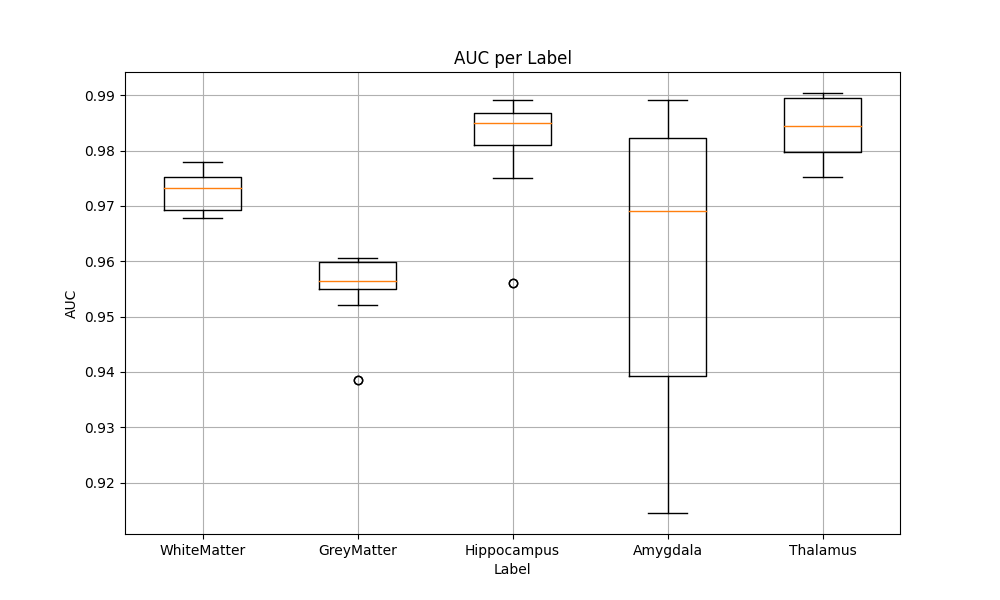 AUC per Label
AUC
0.99
0.98
0.97
0.96
0.95
0.94
0.93
0.92
WhiteMatter
GreyMatter
Hippocampus
Amygdala
Thalamus
Label